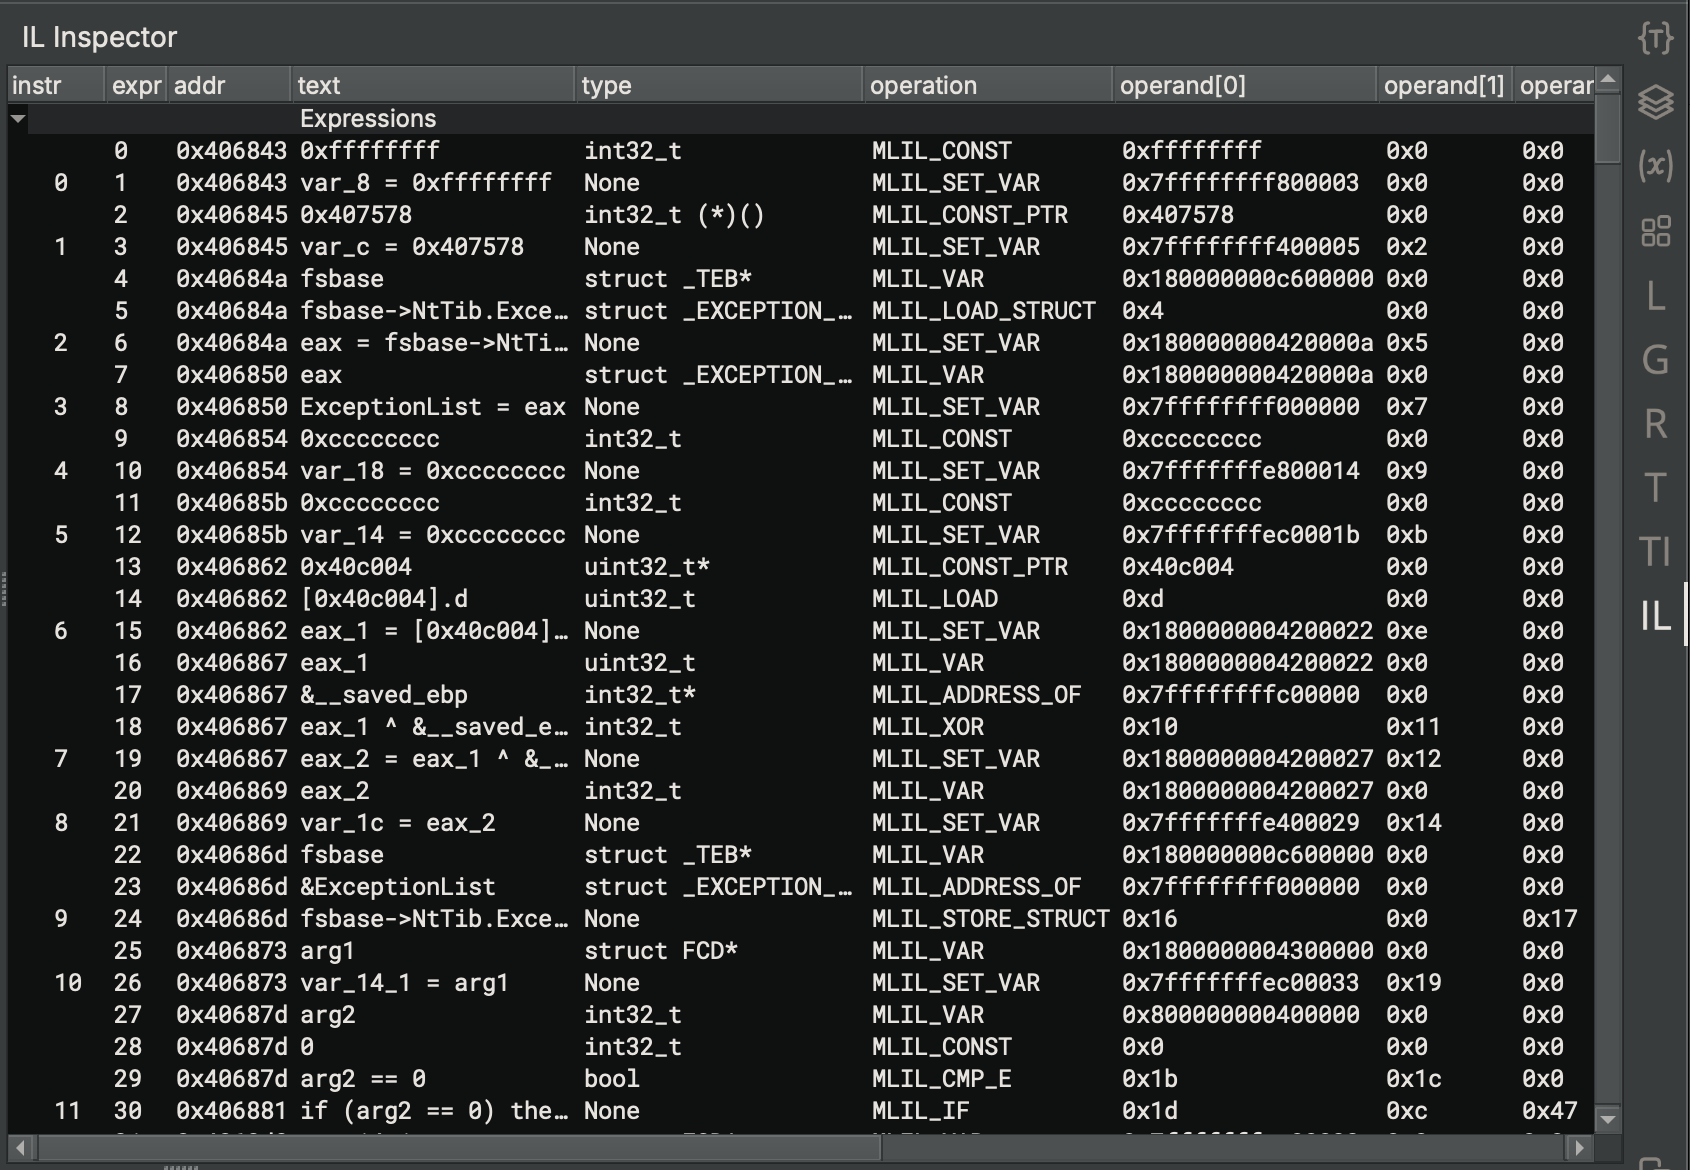 IL Inspector
instr expr addr text type operation operand[0] operand[1] operar
Expressions
0 0x406843 0xffffffff int32_t MLIL_CONST 0xffffffff 0x0 0x0
0 1 0x406843 var_8 = 0xffffffff None MLIL_SET_VAR 0x7ffffffff800003 0x0 0x0
2 0x406845 0x407578 int32_t (*)() MLIL_CONST_PTR 0x407578 0x0 0x0
1 3 0x406845 var_c = 0x407578 None MLIL_SET_VAR 0x7ffffffff400005 0x2 0x0
4 0x40684a fsbase struct _TEB* MLIL_VAR 0x180000000c600000 0x0 0x0
5 0x40684a fsbase->NtTib.Exce… struct _EXCEPTION_… MLIL_LOAD_STRUCT 0x4 0x0 0x0
2 6 0x40684a eax = fsbase->NtTi… None MLIL_SET_VAR 0x180000000420000a 0x5 0x0
7 0x406850 eax struct _EXCEPTION_… MLIL_VAR 0x180000000420000a 0x0 0x0
3 8 0x406850 ExceptionList = eax None MLIL_SET_VAR 0x7ffffffff000000 0x7 0x0
9 0x406854 0xcccccccc int32_t MLIL_CONST 0xcccccccc 0x0 0x0
4 10 0x406854 var_18 = 0xcccccccc None MLIL_SET_VAR 0x7fffffffe800014 0x9 0x0
11 0x40685b 0xcccccccc int32_t MLIL_CONST 0xcccccccc 0x0 0x0
5 12 0x40685b var_14 = 0xcccccccc None MLIL_SET_VAR 0x7fffffffec0001b 0xb 0x0
13 0x406862 0x40c004 uint32_t* MLIL_CONST_PTR 0x40c004 0x0 0x0
14 0x406862 [0x40c004].d uint32_t MLIL_LOAD 0xd 0x0 0x0
6 15 0x406862 eax_1 = [0x40c004]… None MLIL_SET_VAR 0x1800000004200022 0xe 0x0
16 0x406867 eax_1 uint32_t MLIL_VAR 0x1800000004200022 0x0 0x0
17 0x406867 &__saved_ebp int32_t* MLIL_ADDRESS_OF 0x7ffffffffc00000 0x0 0x0
18 0x406867 eax_1 ^ &__saved_e… int32_t MLIL_XOR 0x10 0x11 0x0
7 19 0x406867 eax_2 = eax_1 ^ &_… None MLIL_SET_VAR 0x1800000004200027 0x12 0x0
20 0x406869 eax_2 int32_t MLIL_VAR 0x1800000004200027 0x0 0x0
8 21 0x406869 var_1c = eax_2 None MLIL_SET_VAR 0x7fffffffe400029 0x14 0x0
22 0x40686d fsbase struct _TEB* MLIL_VAR 0x180000000c600000 0x0 0x0
23 0x40686d &ExceptionList struct _EXCEPTION_… MLIL_ADDRESS_OF 0x7ffffffff000000 0x0 0x0
9 24 0x40686d fsbase->NtTib.Exce… None MLIL_STORE_STRUCT 0x16 0x0 0x17
25 0x406873 arg1 struct FCD* MLIL_VAR 0x1800000004300000 0x0 0x0
10 26 0x406873 var_14_1 = arg1 None MLIL_SET_VAR 0x7fffffffec00033 0x19 0x0
27 0x40687d arg2 int32_t MLIL_VAR 0x800000000400000 0x0 0x0
28 0x40687d 0 int32_t MLIL_CONST 0x0 0x0 0x0
29 0x40687d arg2 == 0 bool MLIL_CMP_E 0x1b 0x1c 0x0
11 30 0x406881 if (arg2 == 0) the… None MLIL_IF 0x1d 0xc 0x47
{T}
(x)
L
G
R
T
TI
IL